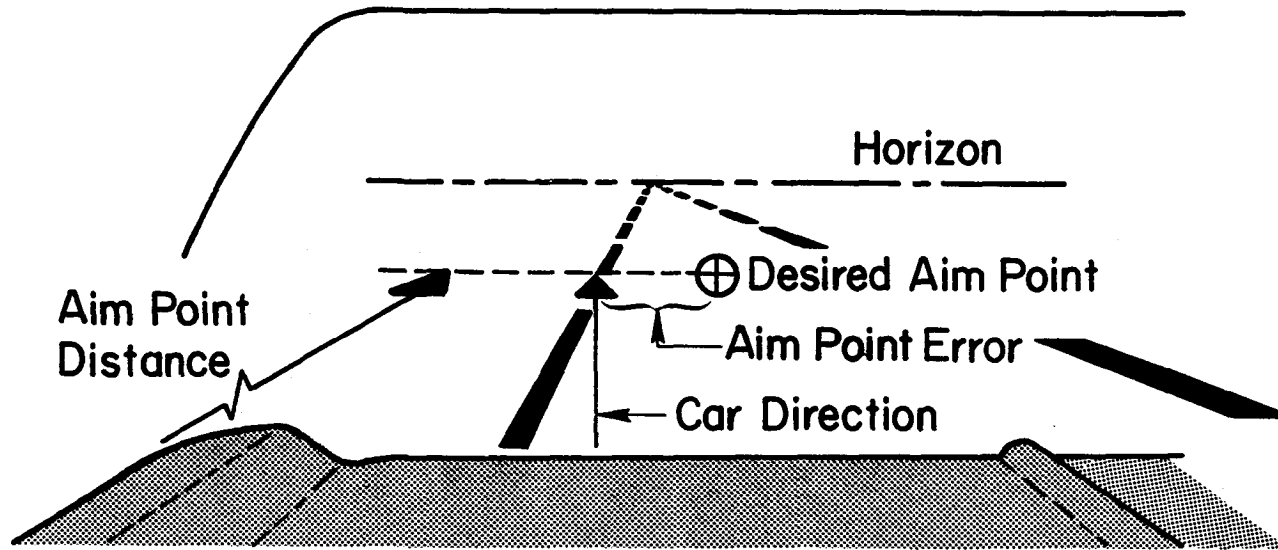 Horizon
Desired Aim Point
Aim Point
Distance
Aim Point Error
Car Direction